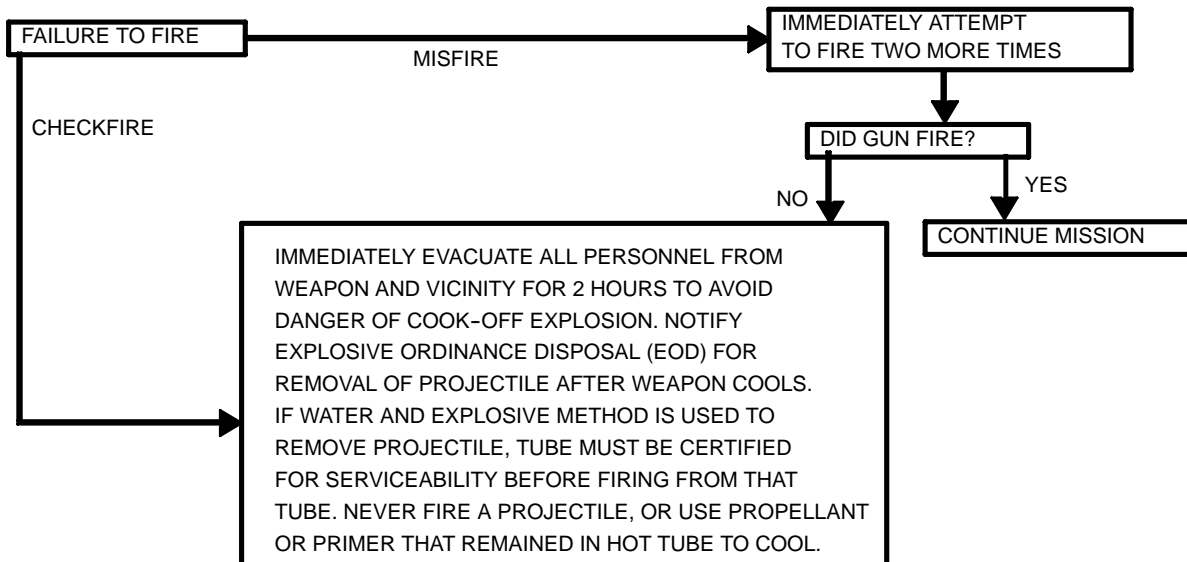 FAILURE TO FIRE
MISFIRE
IMMEDIATELY ATTEMPT
TO FIRE TWO MORE TIMES
CHECKFIRE
DID GUN FIRE?
NO
YES
CONTINUE MISSION
IMMEDIATELY EVACUATE ALL PERSONNEL FROM
WEAPON AND VICINITY FOR 2 HOURS TO AVOID
DANGER OF COOK-OFF EXPLOSION. NOTIFY
EXPLOSIVE ORDINANCE DISPOSAL (EOD) FOR
REMOVAL OF PROJECTILE AFTER WEAPON COOLS.
IF WATER AND EXPLOSIVE METHOD IS USED TO
REMOVE PROJECTILE, TUBE MUST BE CERTIFIED
FOR SERVICEABILITY BEFORE FIRING FROM THAT
TUBE. NEVER FIRE A PROJECTILE, OR USE PROPELLANT
OR PRIMER THAT REMAINED IN HOT TUBE TO COOL.